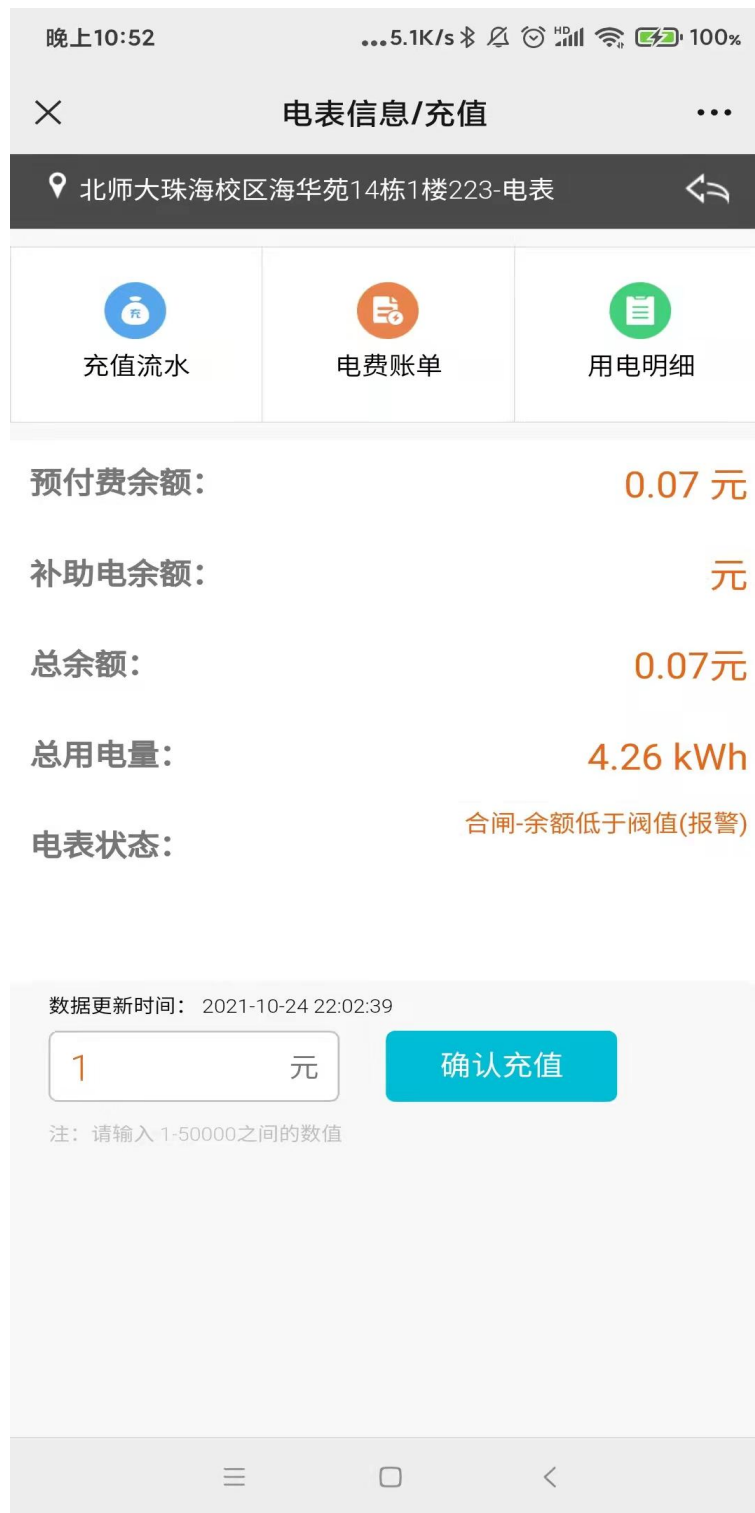 晚上10:52
...5.1K/s HD 100%
电表信息/充值
北师大珠海校区海华苑14栋1楼223-电表
充值流水 电费账单 用电明细
预付费余额： 0.07 元
补助电余额： 元
总余额： 0.07元
总用电量： 4.26 kWh
电表状态： 合闸-余额低于阀值(报警)
数据更新时间： 2021-10-24 22:02:39
1 元 确认充值
注：请输入 1-50000之间的数值